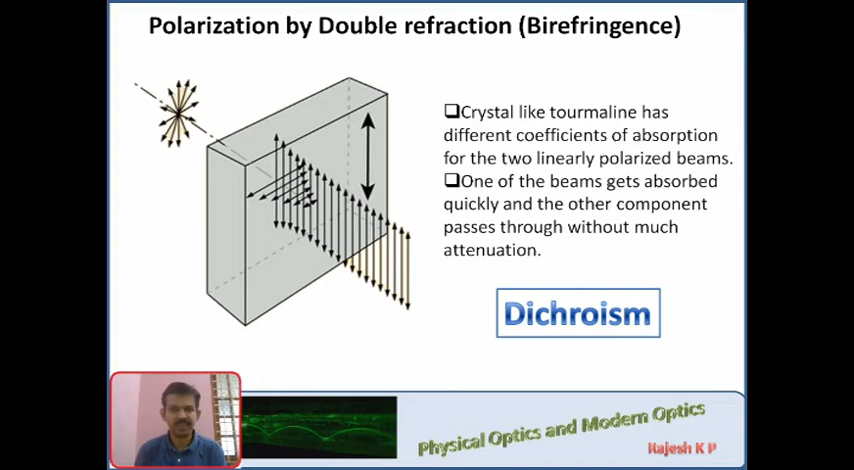 Polarization by Double refraction (Birefringence)
❑Crystal like tourmaline has
different coefficients of absorption
for the two linearly polarized beams.
❑One of the beams gets absorbed
quickly and the other component
passes through without much
attenuation.
Dichroism
Physical Optics and Modern Optics
Rajesh K P